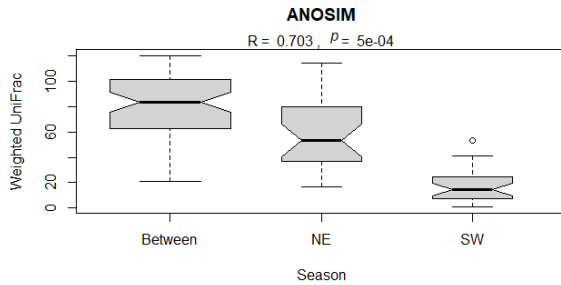 ANOSIM
R = 0.703 , p = 5e-04
Weighted UniFrac
100
60
20
0
Between NE SW
Season